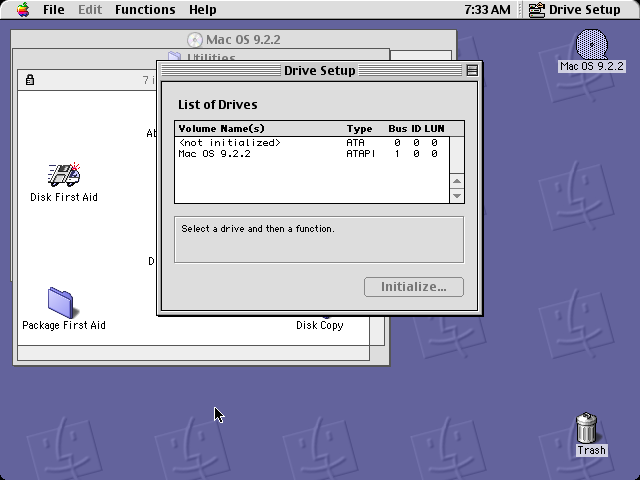 File Edit Functions Help 7:33 AM Drive Setup
Mac OS 9.2.2
Utilities
Mac OS 9.2.2
Drive Setup
7 i
List of Drives
Volume Name(s) Type Bus ID LUN
<not initialized> ATA 0 0 0
Mac OS 9.2.2 ATAPI 1 0 0
Ab
Disk First Aid
Select a drive and then a function.
D
Initialize...
Package First Aid
Disk Copy
Trash